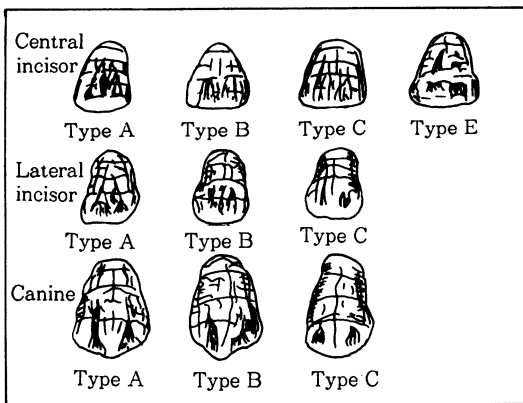 Central
incisor
Type A Type B Type C Type E
Lateral
incisor
Type A Type B Type C
Canine
Type A Type B Type C